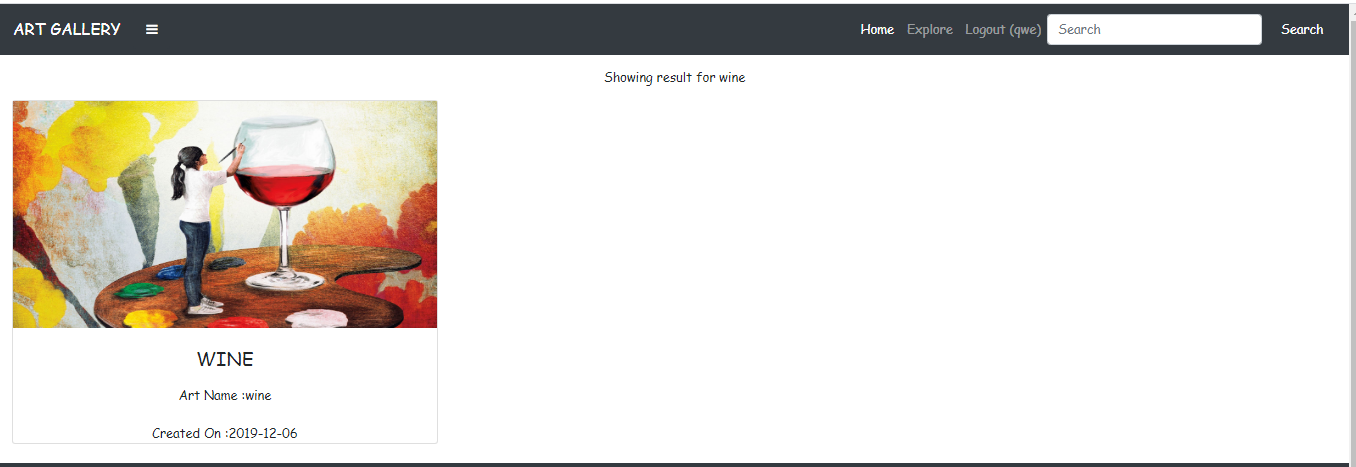 ART GALLERY Home Explore Logout (qwe) Search Search
Showing result for wine
WINE
Art Name :wine
Created On :2019-12-06